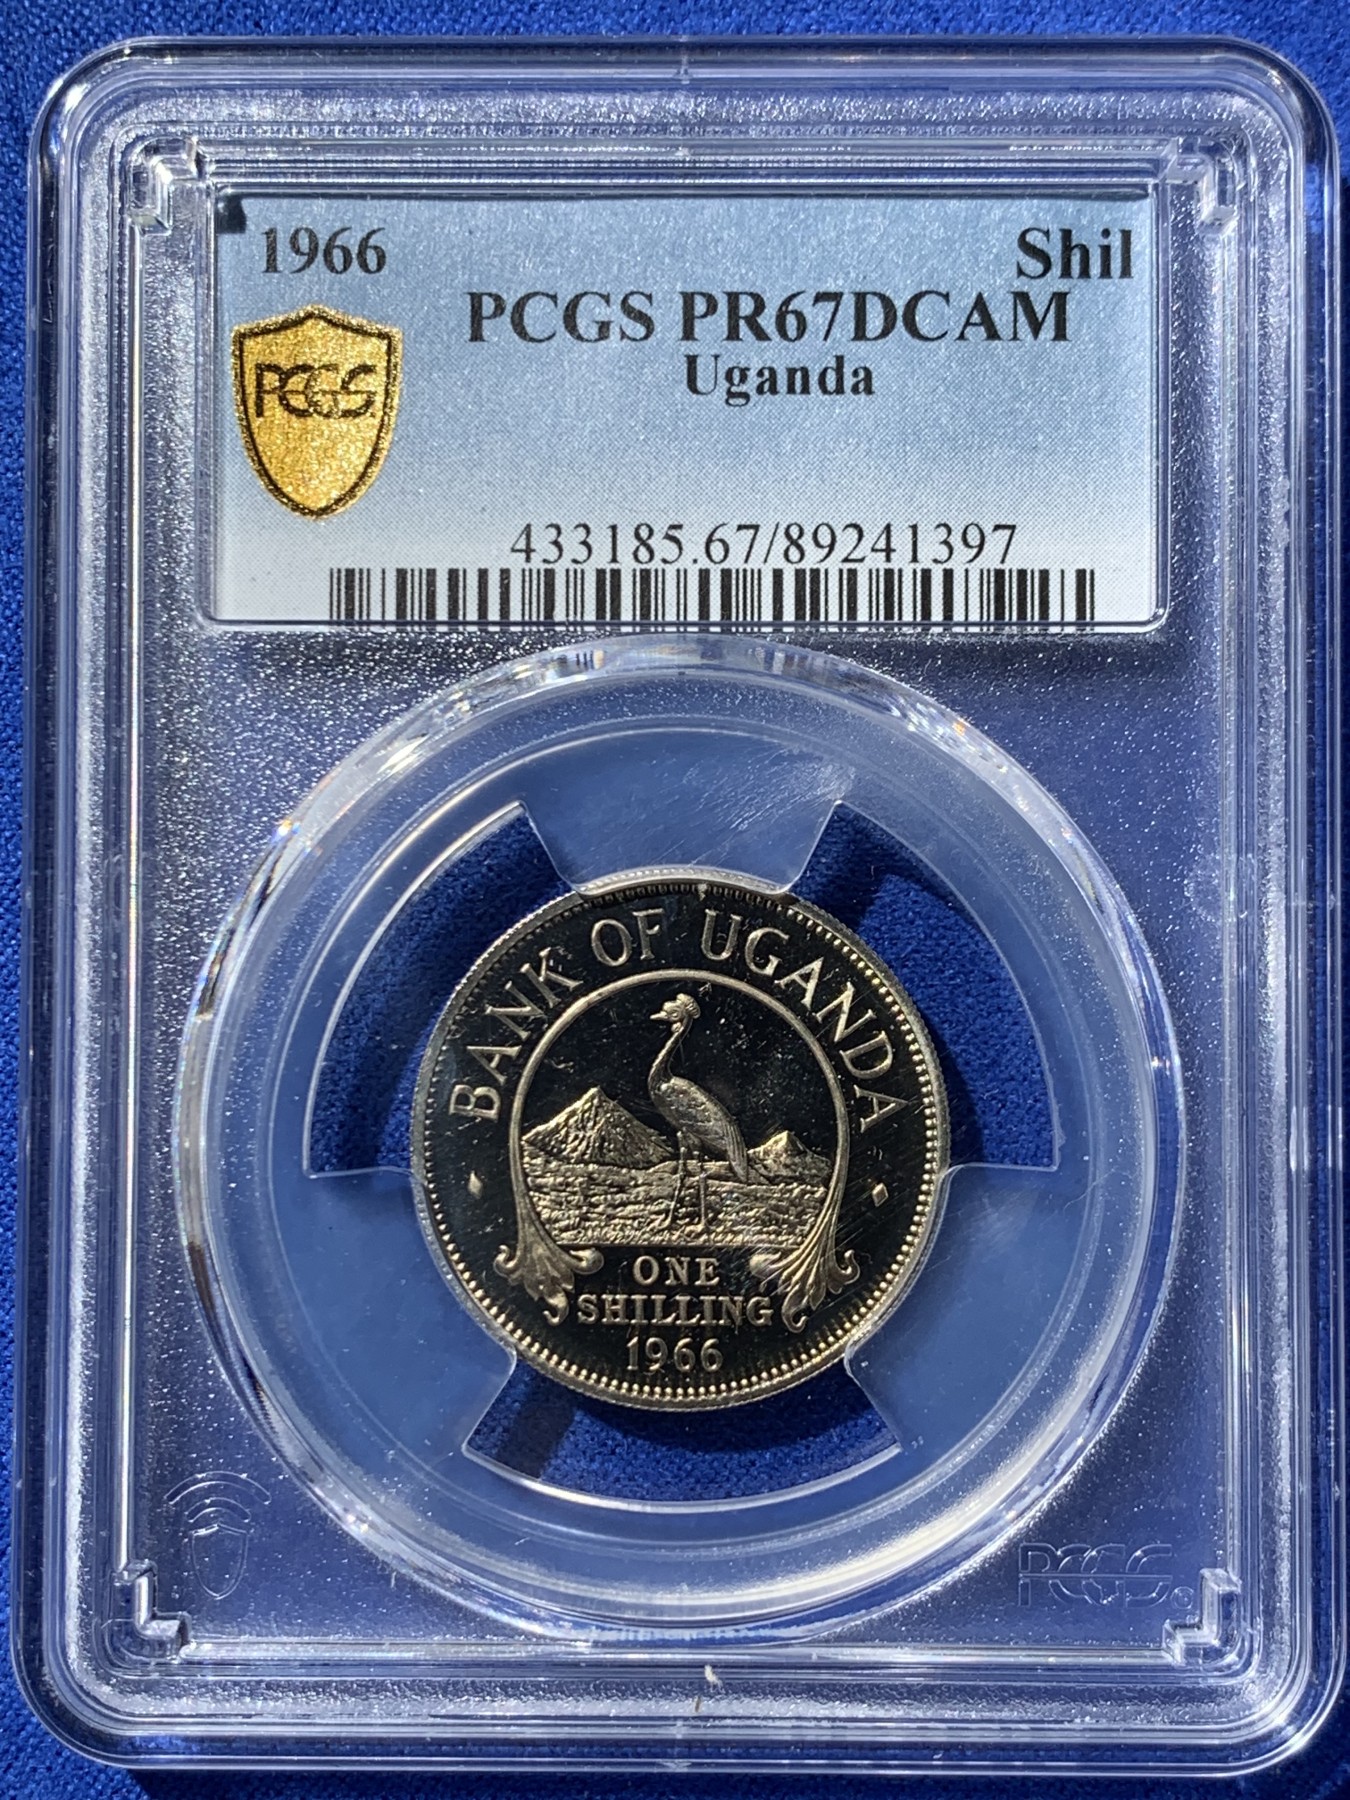 1966 Shil
PCGS PR67DCAM
Uganda
PCGS
433185.67/89241397
BANK OF UGANDA
ONE
SHILLING
1966
PCGS